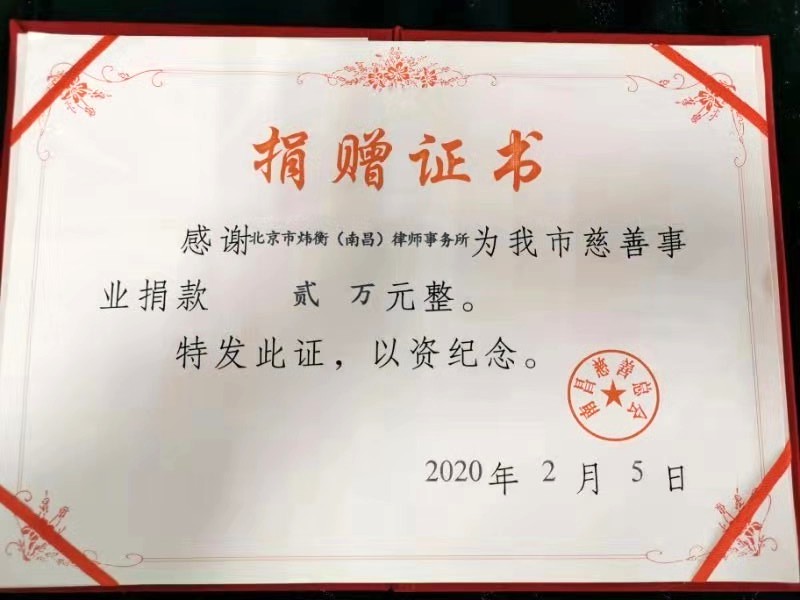 捐赠证书
感谢北京市炜衡（南昌）律师事务所为我市慈善事
业捐款 贰 万元整。
特发此证，以资纪念。
南昌慈善总会
2020年 2 月 5 日